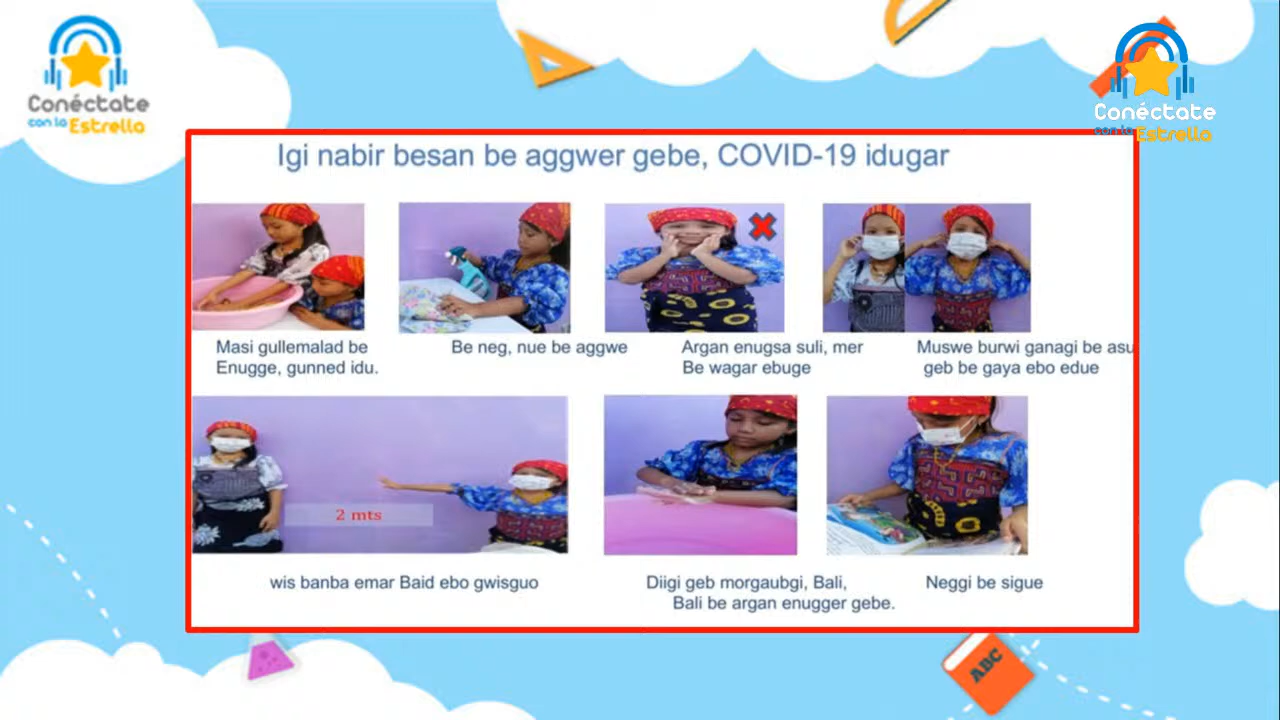 Conéctate
con la Estrella
Conéctate
con la Estrella
Igi nabir besan be aggwer gebe, COVID-19 idugar
Masi gullemalad be
Enugge, gunned idu.
Be neg, nue be aggwe
Argan enugsa suli, mer
Be wagar ebuge
Muswe burwi ganagi be asu
geb be gaya ebo edue
2 mts
wis banba emar Baid ebo gwisguo
Diigi geb morgaubgi, Bali,
Bali be argan enugger gebe.
Neggi be sigue
ABC